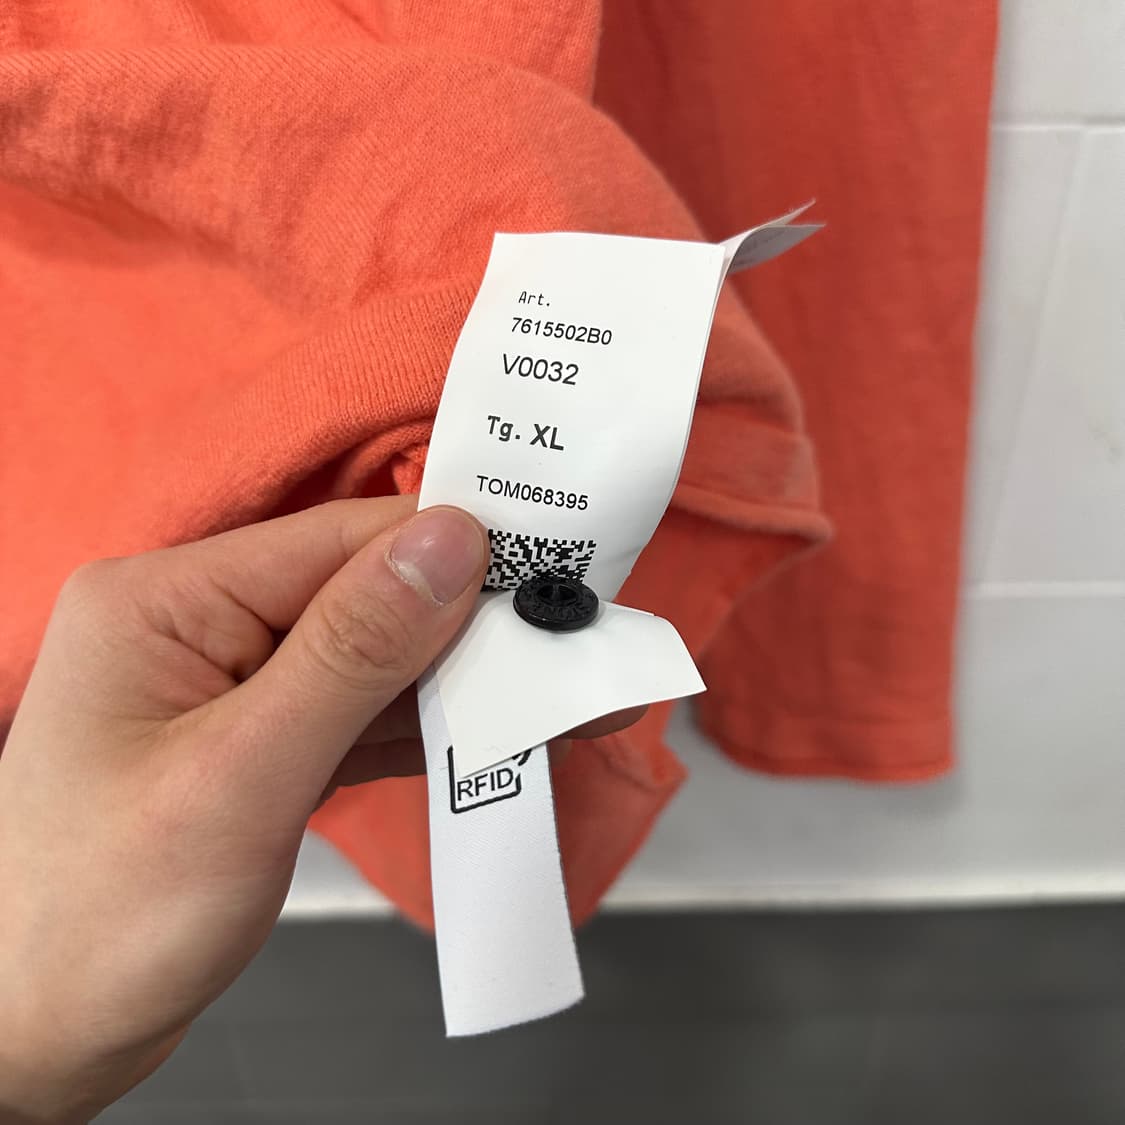 Art.
7615502B0
V0032
Tg. XL
TOM068395
RFID